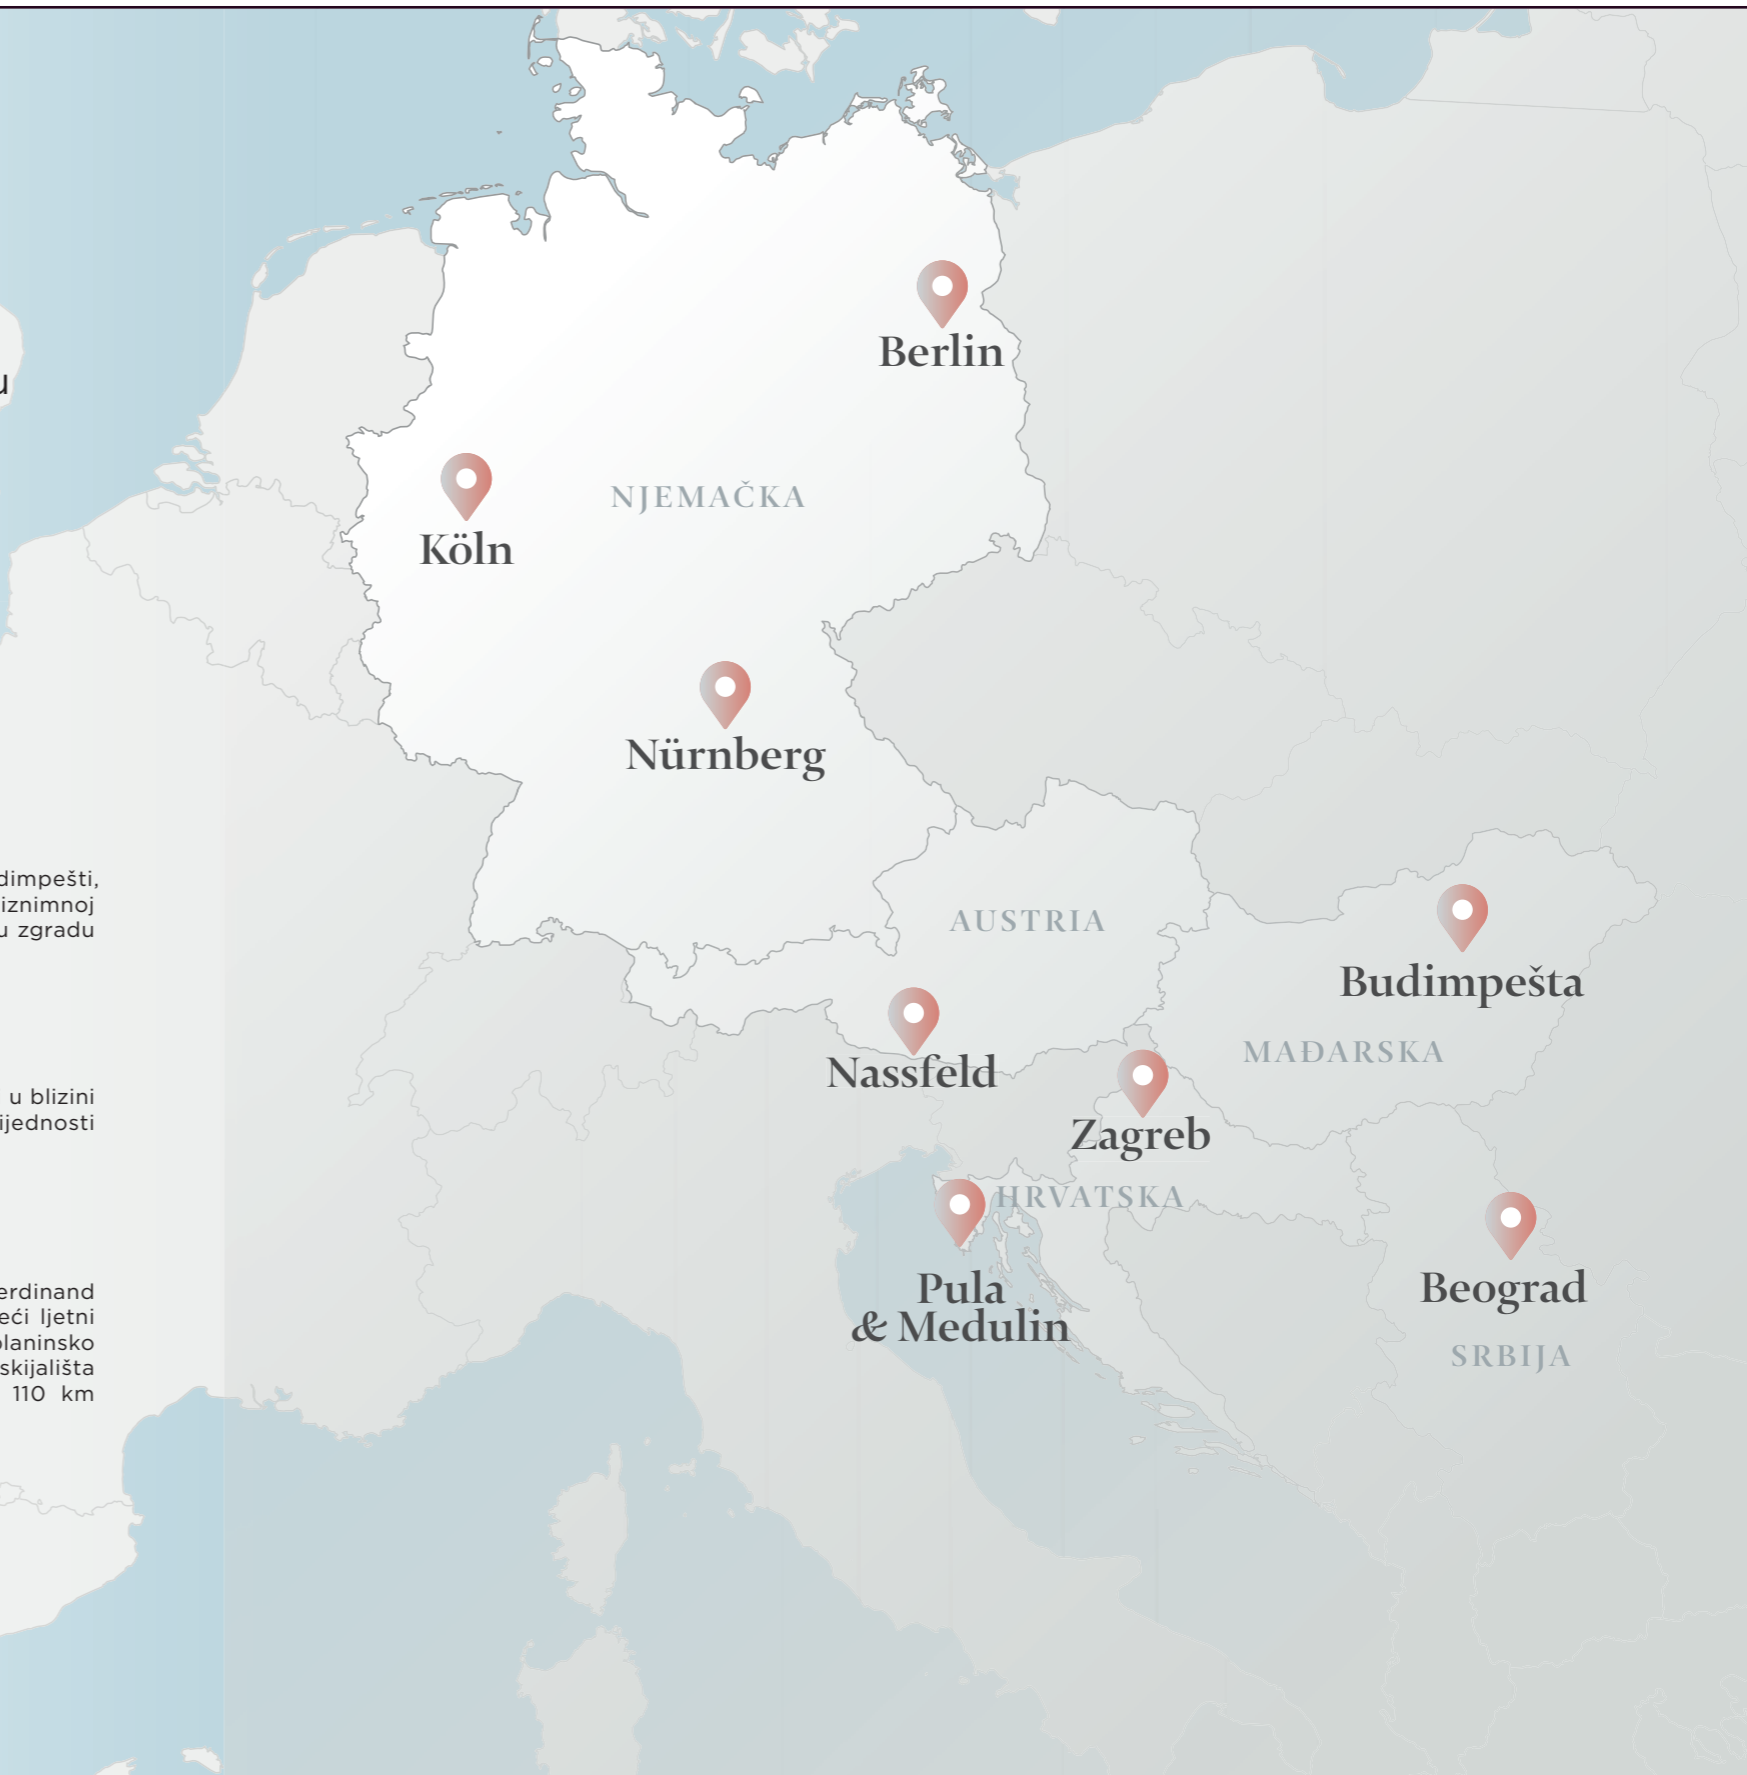 u
dimpešti,
iznimnoj
u zgradu
u blizini
ijednosti
erdinand
eći ljetni
planinsko
skijališta
110 km
Berlin
NJEMAČKA
Köln
Nürnberg
AUSTRIA
Budimpešta
MAĐARSKA
Nassfeld
Zagreb
HRVATSKA
Pula
& Medulin
Beograd
SRBIJA